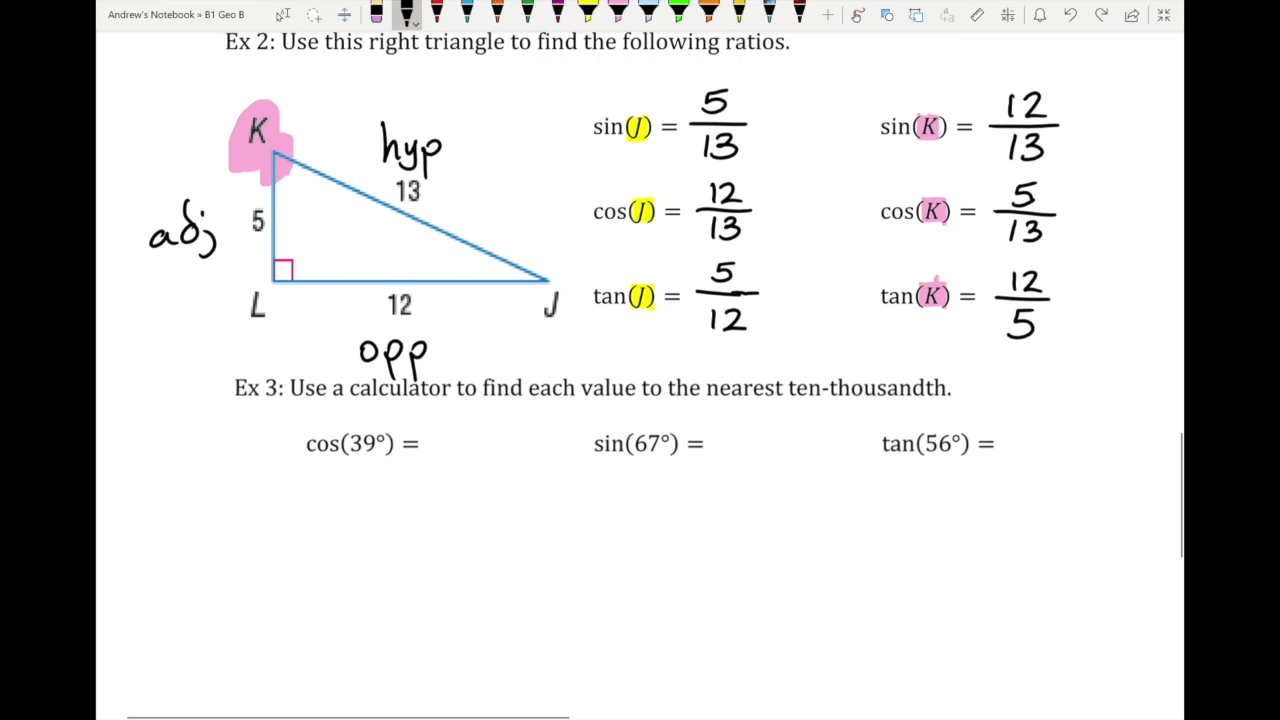 Andrew's Notebook » B1 Geo B
Ex 2: Use this right triangle to find the following ratios.
K
hyp
13
adj
5
L
12
J
opp
sin(J) = 5/13
sin(K) = 12/13
cos(J) = 12/13
cos(K) = 5/13
tan(J) = 5/12
tan(K) = 12/5
Ex 3: Use a calculator to find each value to the nearest ten-thousandth.
cos(39°) =
sin(67°) =
tan(56°) =